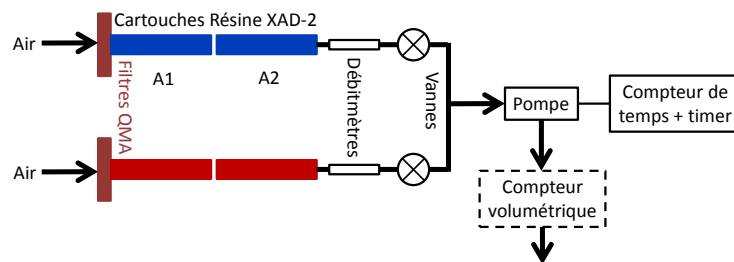 Cartouches Résine XAD-2
Air
A1
A2
Filtres QMA
Débitmètres
Vannes
Pompe
Compteur de
temps + timer
Air
Compteur
volumétrique